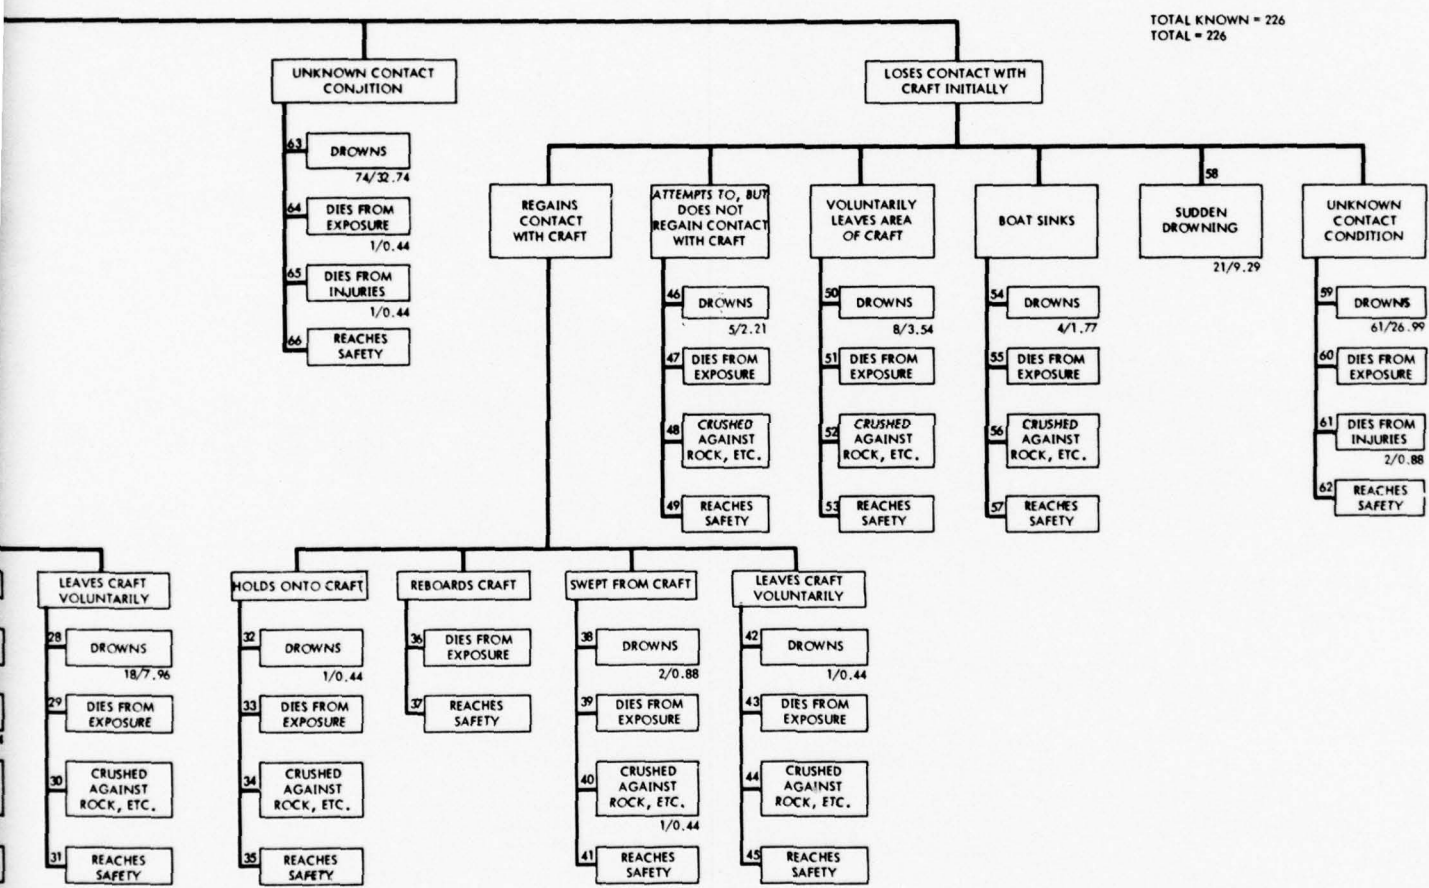 TOTAL KNOWN = 226
TOTAL = 226
UNKNOWN CONTACT
CONDITION
63
DROWNS
74/32.74
64
DIES FROM
EXPOSURE
1/0.44
65
DIES FROM
INJURIES
1/0.44
66
REACHES
SAFETY
LOSES CONTACT WITH
CRAFT INITIALLY
REGAINS
CONTACT
WITH CRAFT
ATTEMPTS TO, BUT
DOES NOT
REGAIN CONTACT
WITH CRAFT
46
DROWNS
5/2.21
47
DIES FROM
EXPOSURE
48
CRUSHED
AGAINST
ROCK, ETC.
49
REACHES
SAFETY
VOLUNTARILY
LEAVES AREA
OF CRAFT
50
DROWNS
8/3.54
51
DIES FROM
EXPOSURE
52
CRUSHED
AGAINST
ROCK, ETC.
53
REACHES
SAFETY
BOAT SINKS
54
DROWNS
4/1.77
55
DIES FROM
EXPOSURE
56
CRUSHED
AGAINST
ROCK, ETC.
57
REACHES
SAFETY
58
SUDDEN
DROWNING
21/9.29
UNKNOWN
CONTACT
CONDITION
59
DROWNS
61/26.99
60
DIES FROM
EXPOSURE
61
DIES FROM
INJURIES
2/0.88
62
REACHES
SAFETY
LEAVES CRAFT
VOLUNTARILY
28
DROWNS
18/7.96
29
DIES FROM
EXPOSURE
30
CRUSHED
AGAINST
ROCK, ETC.
31
REACHES
SAFETY
HOLDS ONTO CRAFT
32
DROWNS
1/0.44
33
DIES FROM
EXPOSURE
34
CRUSHED
AGAINST
ROCK, ETC.
35
REACHES
SAFETY
REBOARDS CRAFT
36
DIES FROM
EXPOSURE
37
REACHES
SAFETY
SWEPT FROM CRAFT
38
DROWNS
2/0.88
39
DIES FROM
EXPOSURE
40
CRUSHED
AGAINST
ROCK, ETC.
1/0.44
41
REACHES
SAFETY
LEAVES CRAFT
VOLUNTARILY
42
DROWNS
1/0.44
43
DIES FROM
EXPOSURE
44
CRUSHED
AGAINST
ROCK, ETC.
45
REACHES
SAFETY